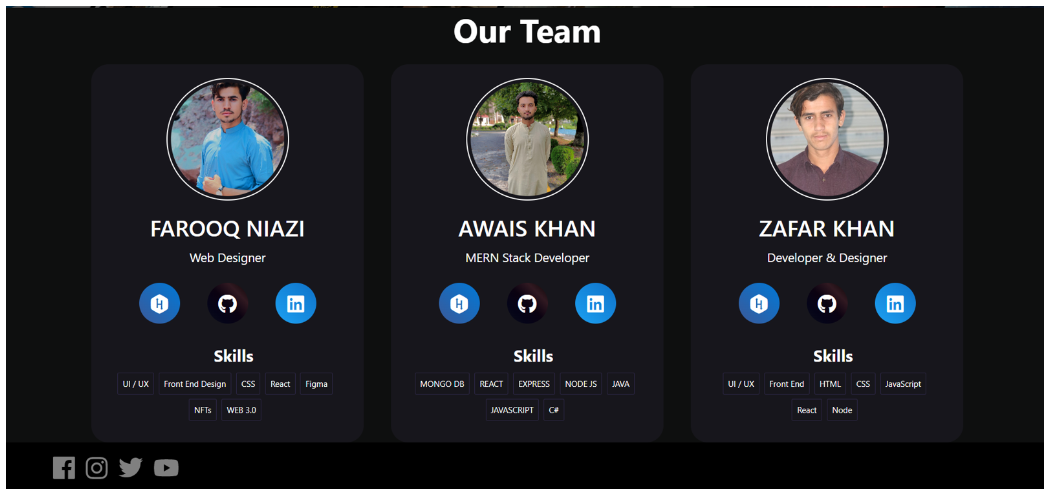 Our Team
FAROOQ NIAZI
Web Designer
Skills
UI / UX Front End Design CSS React Figma
NFTs WEB 3.0
AWAIS KHAN
MERN Stack Developer
Skills
MONGO DB REACT EXPRESS NODE JS JAVA
JAVASCRIPT C#
ZAFAR KHAN
Developer & Designer
Skills
UI / UX Front End HTML CSS JavaScript
React Node